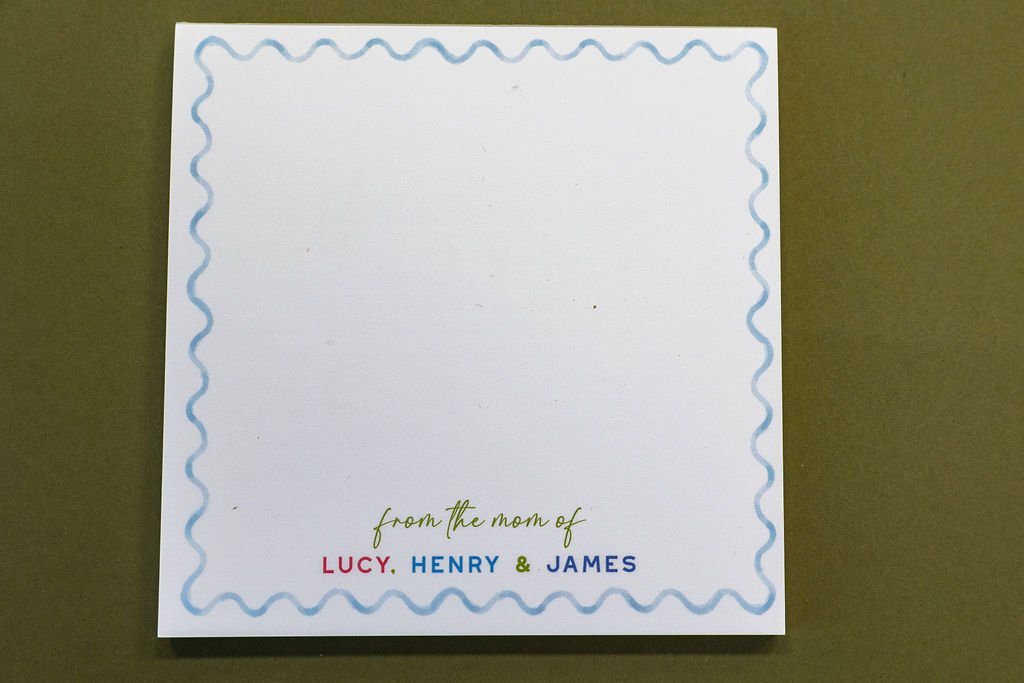 from the mom of
LUCY, HENRY & JAMES